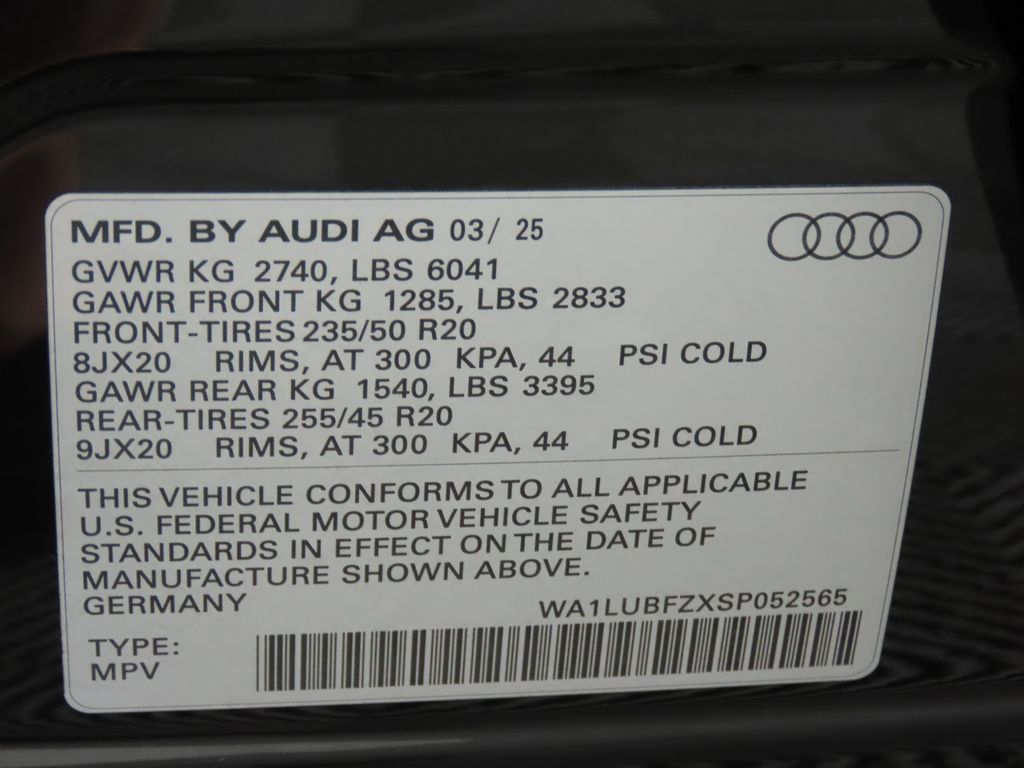 MFD. BY AUDI AG 03/ 25
GVWR KG 2740, LBS 6041
GAWR FRONT KG 1285, LBS 2833
FRONT-TIRES 235/50 R20
8JX20 RIMS, AT 300 KPA, 44 PSI COLD
GAWR REAR KG 1540, LBS 3395
REAR-TIRES 255/45 R20
9JX20 RIMS, AT 300 KPA, 44 PSI COLD
THIS VEHICLE CONFORMS TO ALL APPLICABLE
U.S. FEDERAL MOTOR VEHICLE SAFETY
STANDARDS IN EFFECT ON THE DATE OF
MANUFACTURE SHOWN ABOVE.
GERMANY
WA1LUBFZXSP052565
TYPE:
MPV